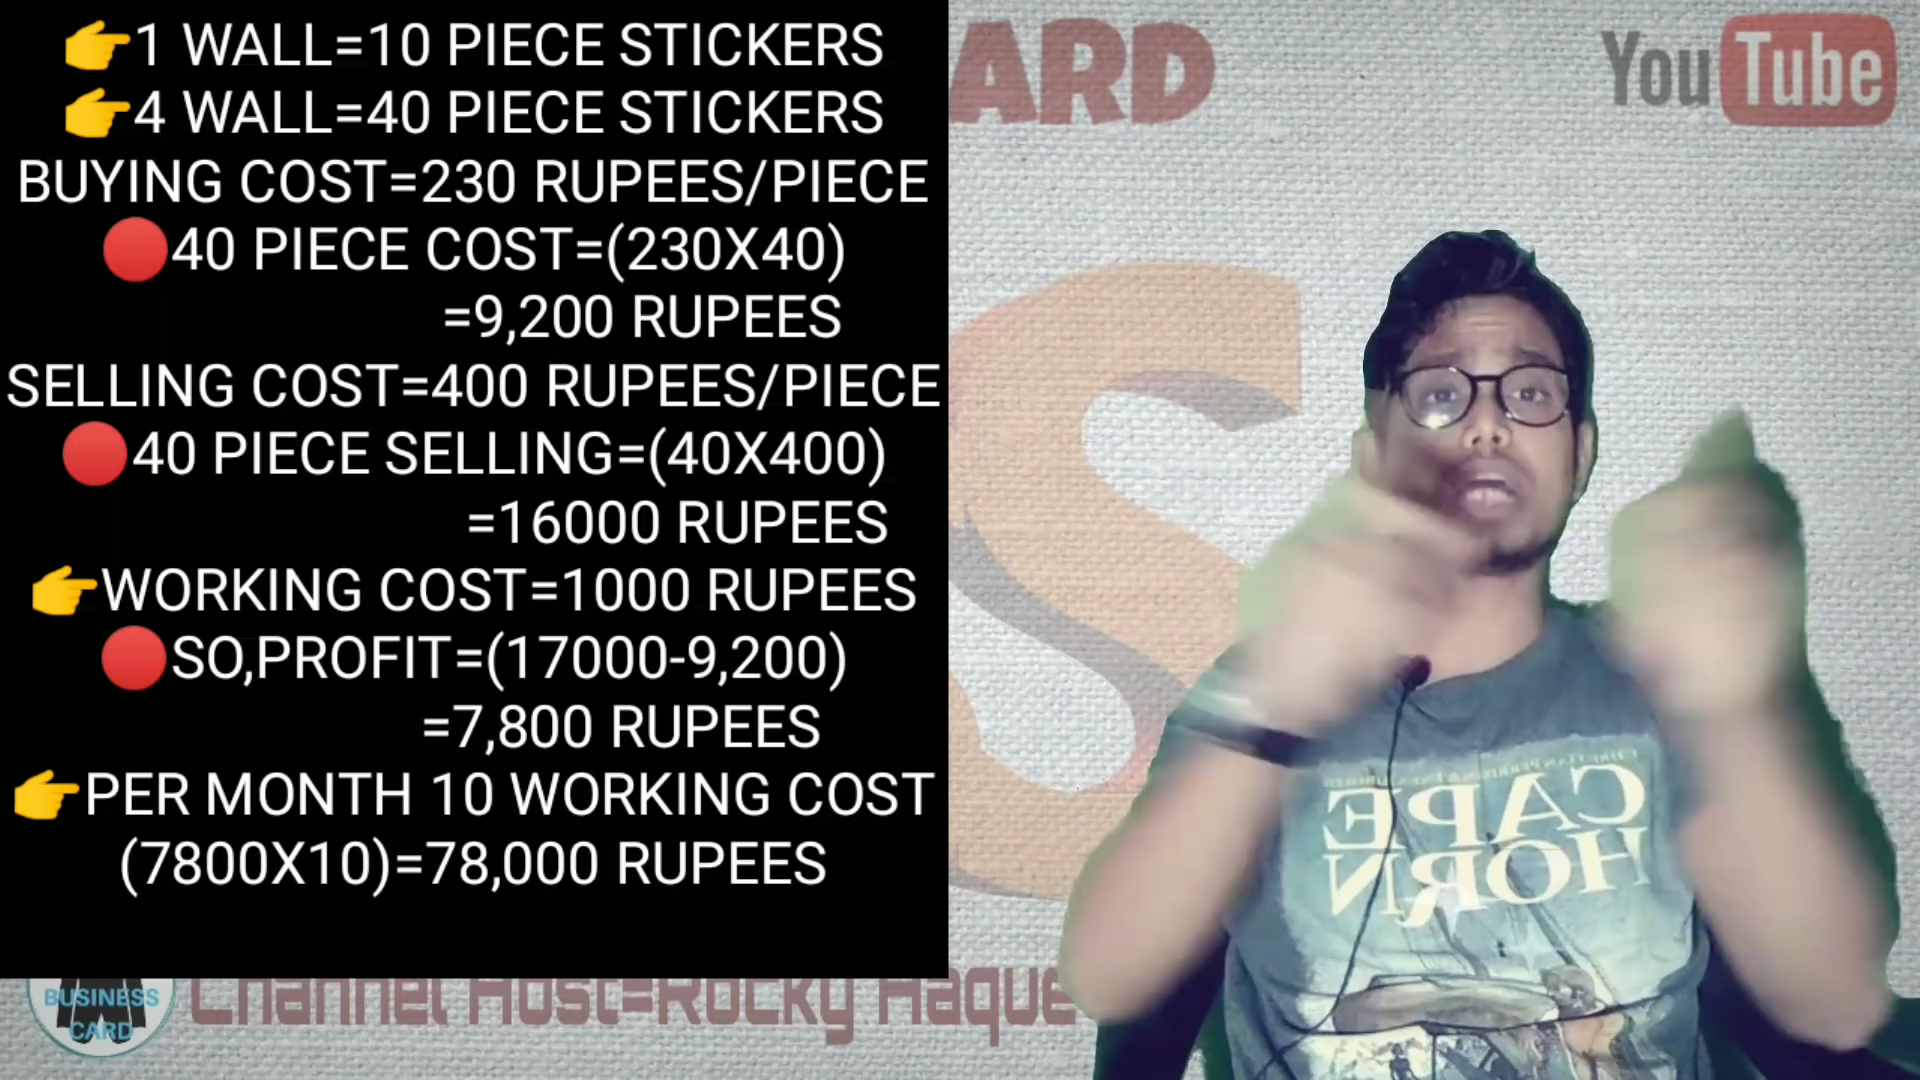 👉1 WALL=10 PIECE STICKERS
👉4 WALL=40 PIECE STICKERS
BUYING COST=230 RUPEES/PIECE
🔴40 PIECE COST=(230X40)
=9,200 RUPEES
SELLING COST=400 RUPEES/PIECE
🔴40 PIECE SELLING=(40X400)
=16000 RUPEES
👉WORKING COST=1000 RUPEES
🔴SO,PROFIT=(17000-9,200)
=7,800 RUPEES
👉PER MONTH 10 WORKING COST
(7800X10)=78,000 RUPEES
ARD
YouTube
CAPE
HORN
BUSINESS
CARD
Channel Host=Rocky Haque